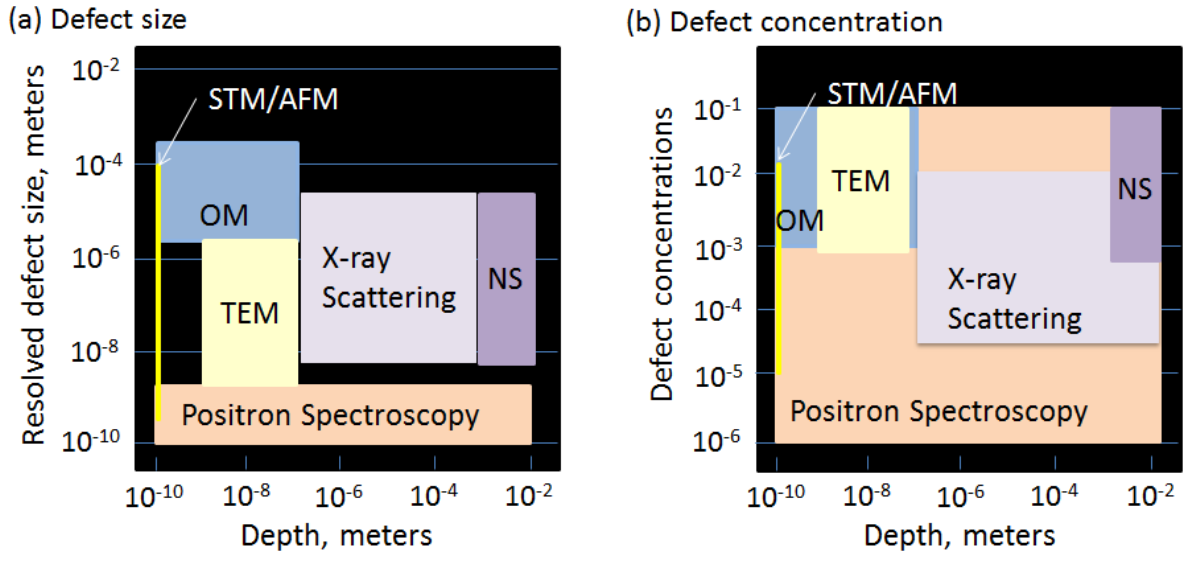 (a) Defect size
(b) Defect concentration
Resolved defect size, meters
10⁻²
10⁻⁴
10⁻⁶
10⁻⁸
10⁻¹⁰
STM/AFM
OM
TEM
X-ray
Scattering
NS
Positron Spectroscopy
10⁻¹⁰
10⁻⁸
10⁻⁶
10⁻⁴
10⁻²
Depth, meters
Defect concentrations
10⁻¹
10⁻²
10⁻³
10⁻⁴
10⁻⁵
10⁻⁶
STM/AFM
OM
TEM
NS
X-ray
Scattering
Positron Spectroscopy
10⁻¹⁰
10⁻⁸
10⁻⁶
10⁻⁴
10⁻²
Depth, meters